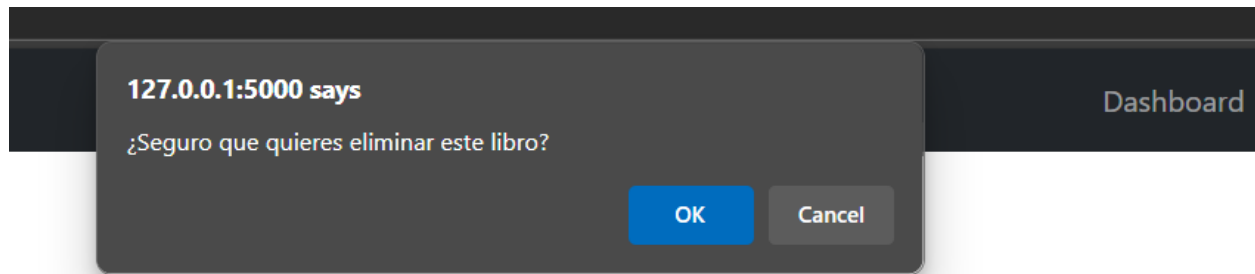 127.0.0.1:5000 says
Dashboard
¿Seguro que quieres eliminar este libro?
OK
Cancel